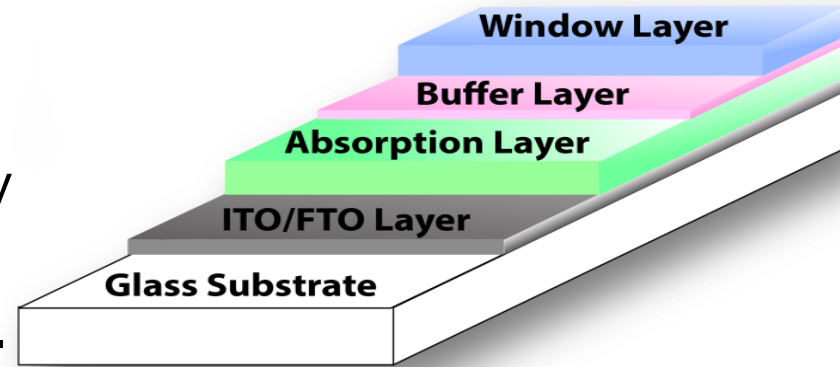 Window Layer
Buffer Layer
Absorption Layer
ITO/FTO Layer
Glass Substrate